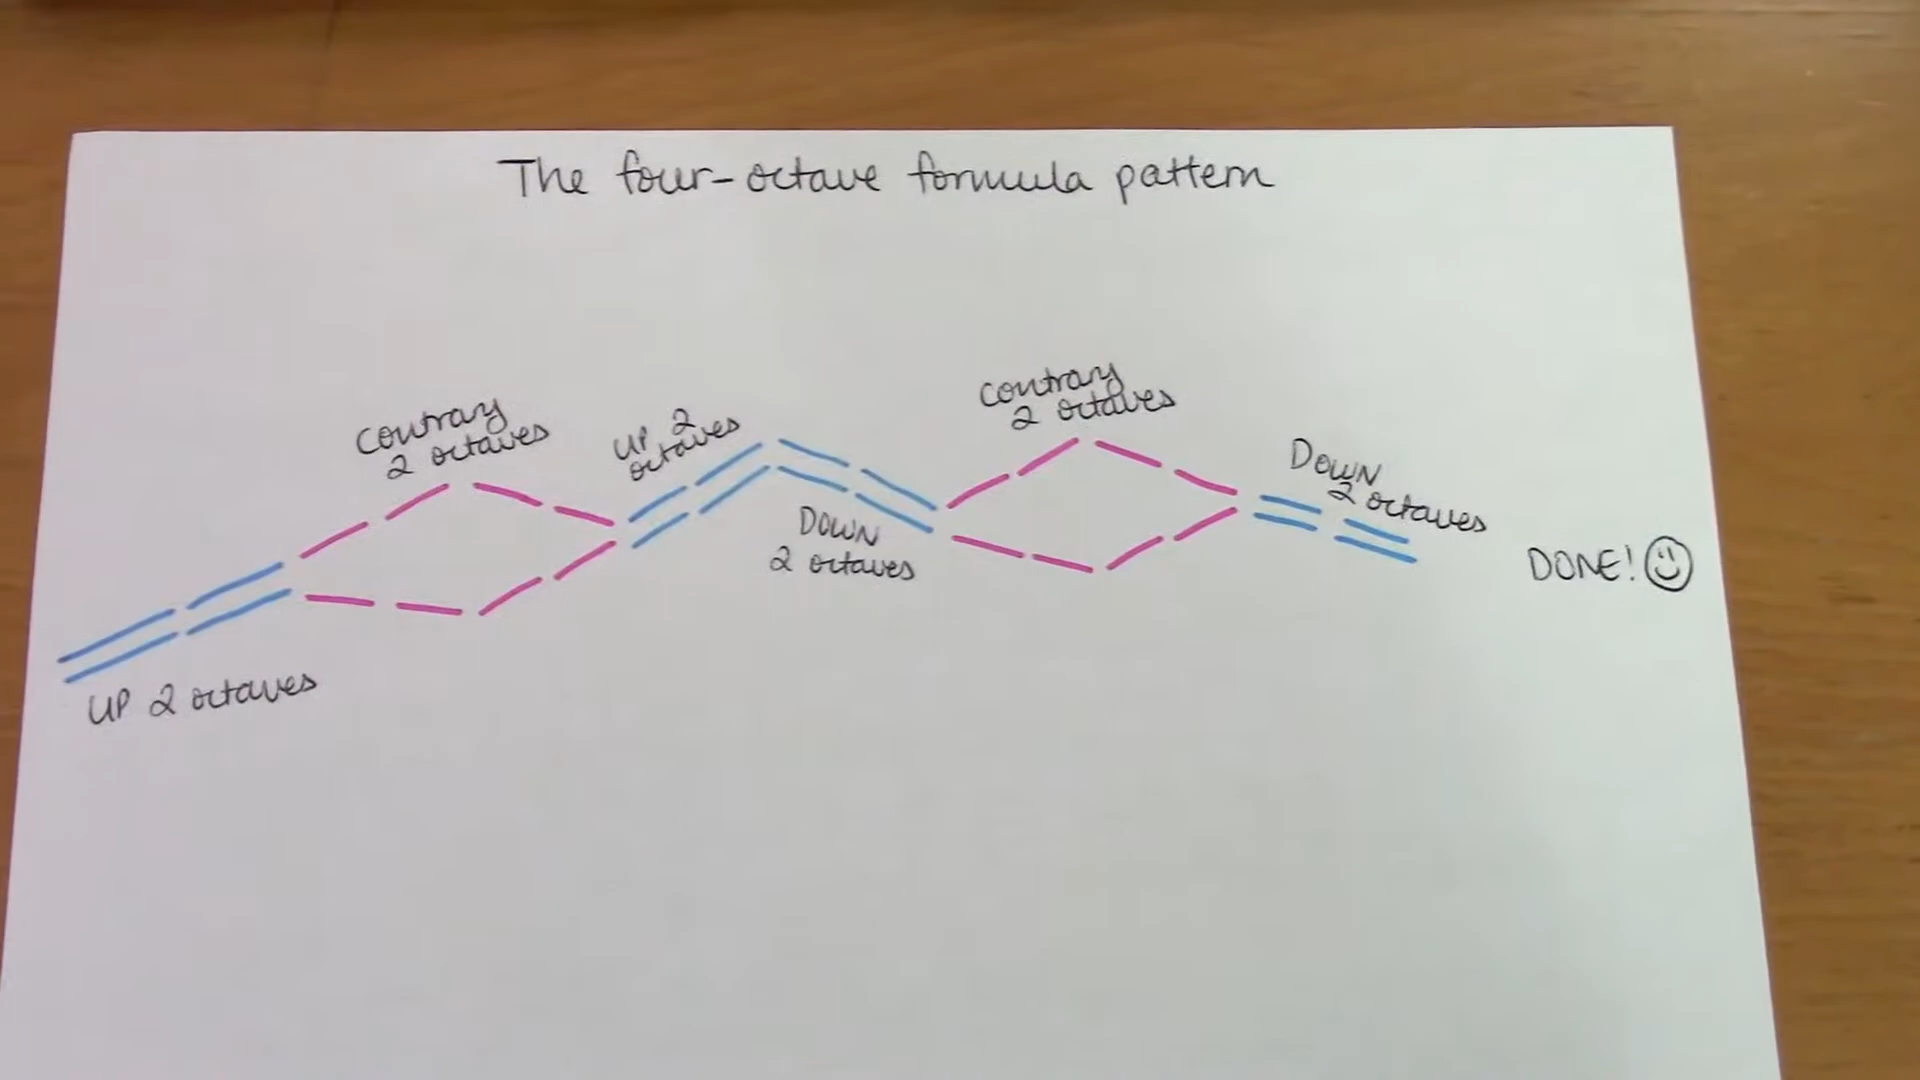 The four-octave formula pattern
contrary
2 octaves
UP 2
octaves
contrary
2 octaves
DOWN
2 octaves
DOWN
2 octaves
DONE!
UP 2 octaves